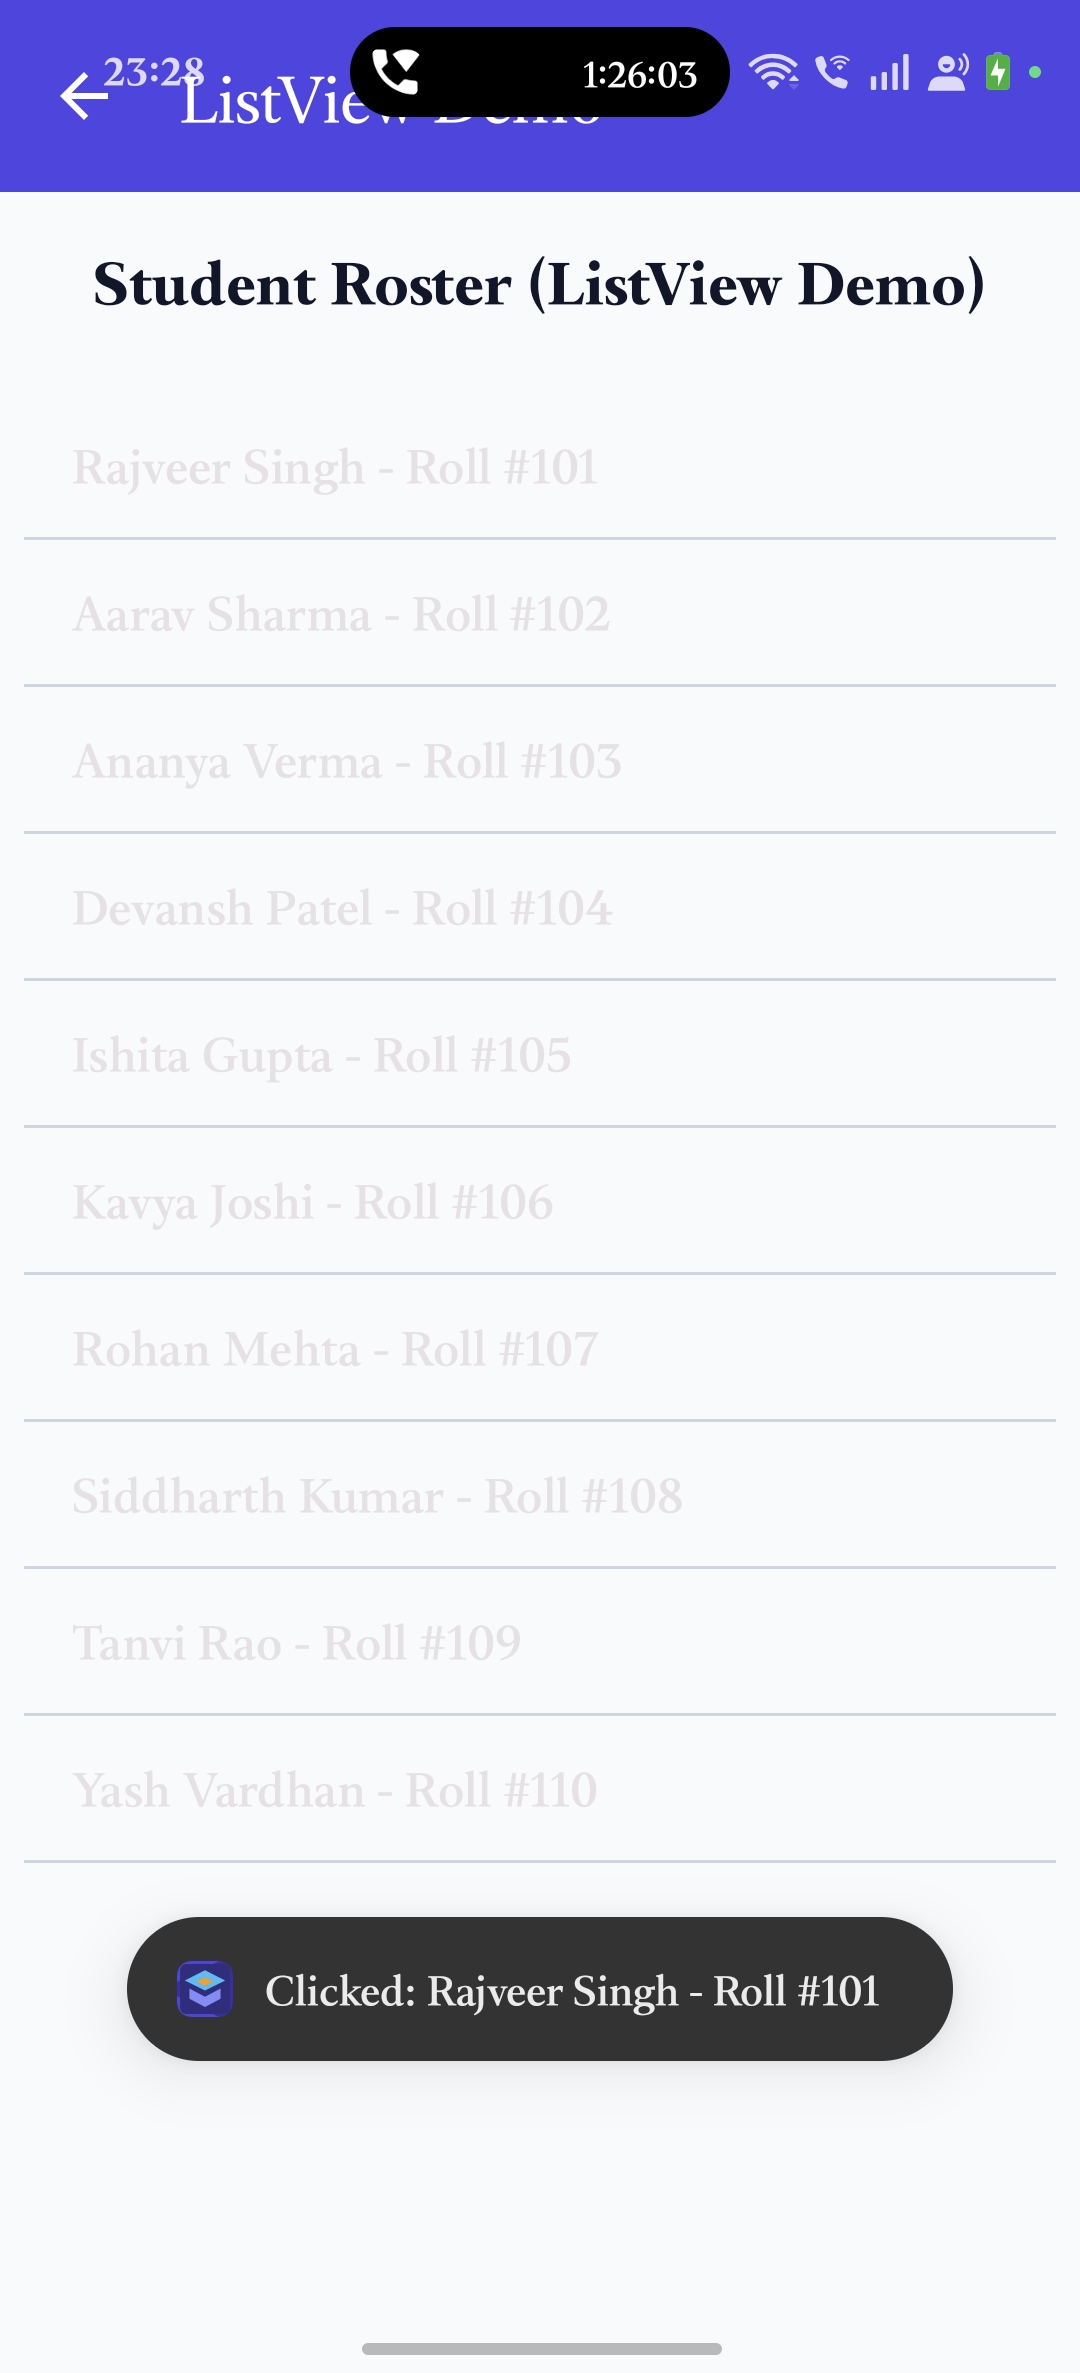 23:28
1:26:03
ListView Demo
Student Roster (ListView Demo)
Rajveer Singh - Roll #101
Aarav Sharma - Roll #102
Ananya Verma - Roll #103
Devansh Patel - Roll #104
Ishita Gupta - Roll #105
Kavya Joshi - Roll #106
Rohan Mehta - Roll #107
Siddharth Kumar - Roll #108
Tanvi Rao - Roll #109
Yash Vardhan - Roll #110
Clicked: Rajveer Singh - Roll #101